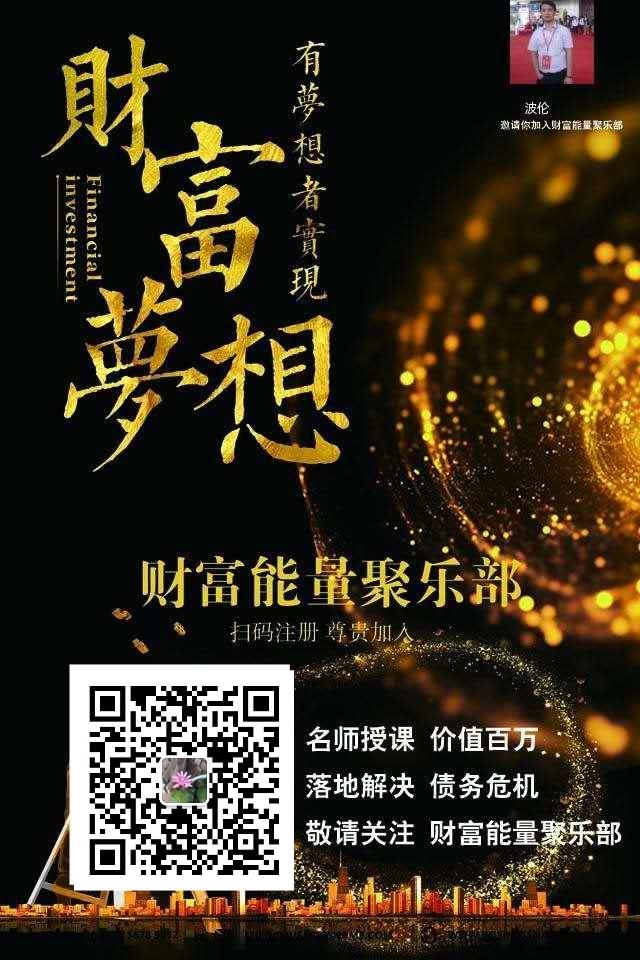 波伦
邀请你加入财富能量聚乐部
財富
夢想
Financial
investment
有夢想者實現
财富能量聚乐部
扫码注册 尊贵加入
名师授课 价值百万
落地解决 债务危机
敬请关注 财富能量聚乐部